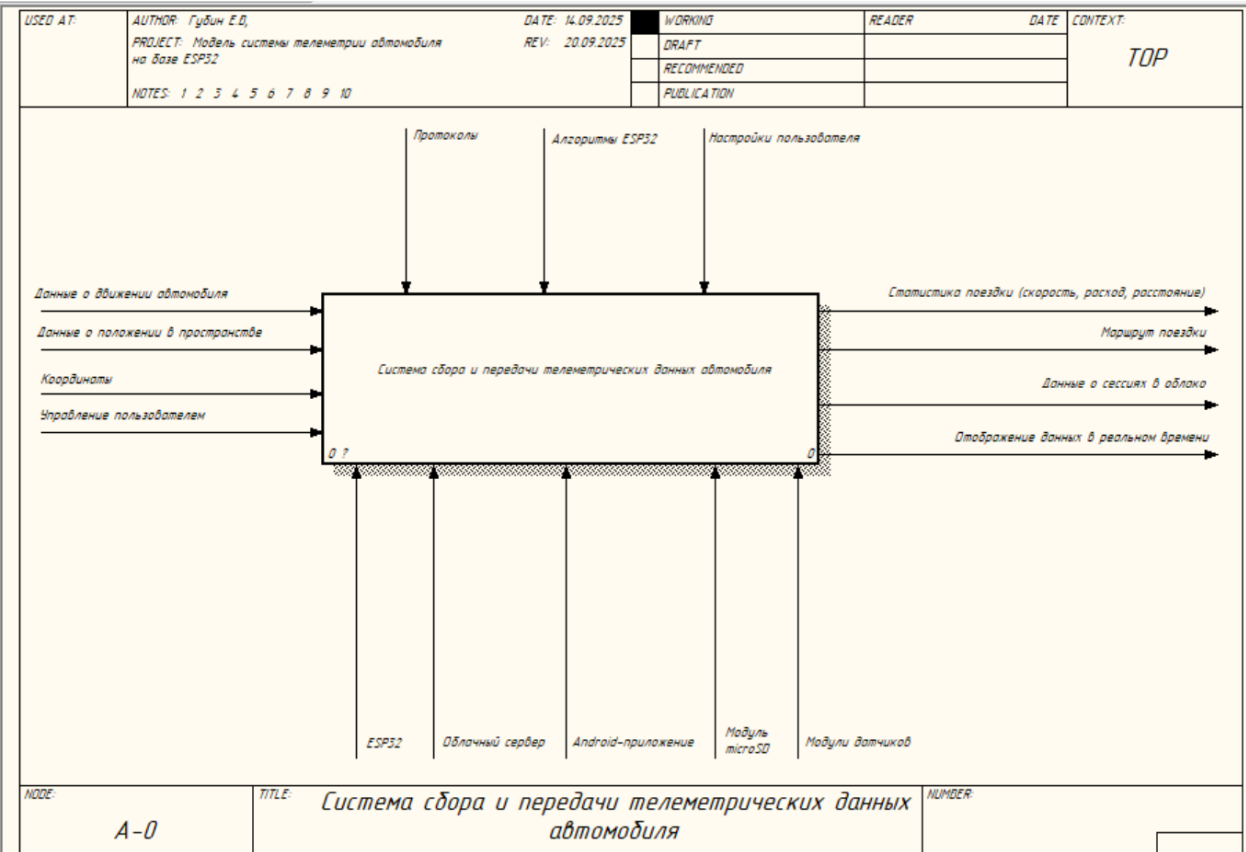 USED AT:
AUTHOR: Губин Е.D,
DATE: 14.09.2025
PROJECT: Модель системы телеметрии автомобиля
на базе ESP32
REV: 20.09.2025
NOTES: 1 2 3 4 5 6 7 8 9 10
WORKING
DRAFT
RECOMMENDED
PUBLICATION
READER
DATE
CONTEXT:
TOP
Протоколы
Алгоритмы ESP32
Настройки пользователя
Данные о движении автомобиля
Данные о положении в пространстве
Координаты
Управление пользователем
Система сбора и передачи телеметрических данных автомобиля
0 ?
0
Статистика поездки (скорость, расход, расстояние)
Маршрут поездки
Данные о сессиях в облако
Отображение данных в реальном времени
ESP32
Облачный сервер
Android-приложение
Модуль
microSD
Модули датчиков
NODE:
A-0
TITLE:
Система сбора и передачи телеметрических данных
автомобиля
NUMBER: